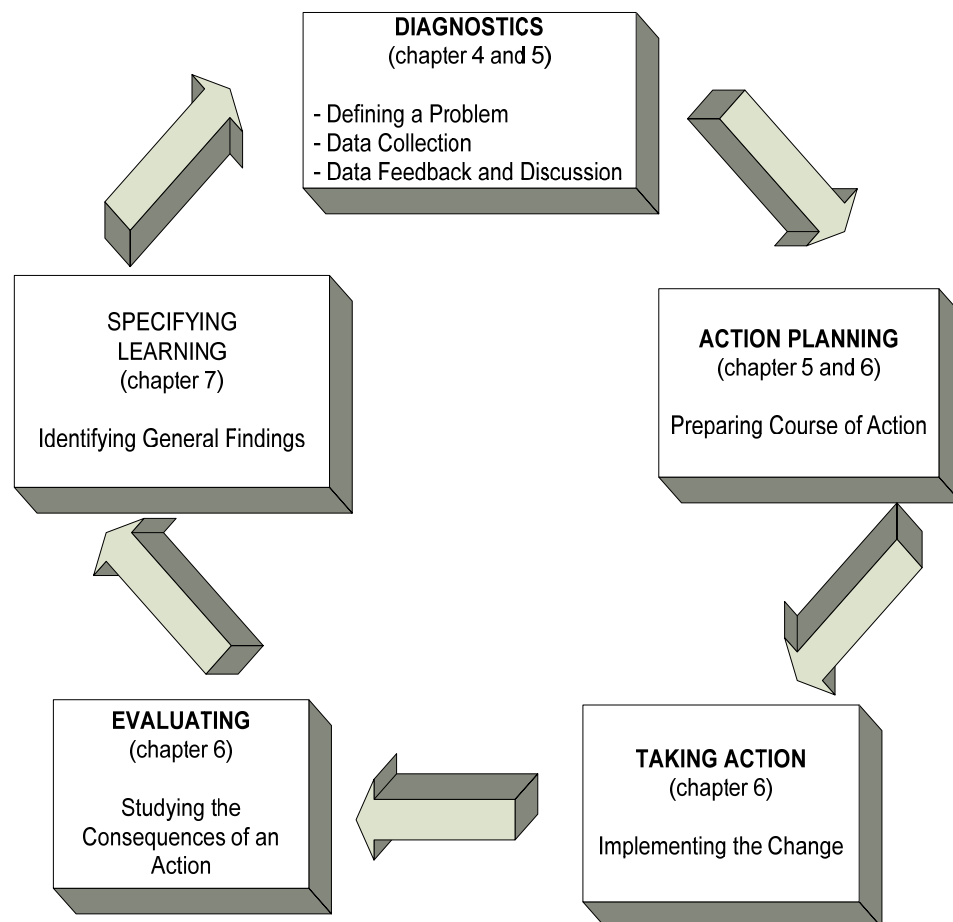 DIAGNOSTICS
(chapter 4 and 5)
- Defining a Problem
- Data Collection
- Data Feedback and Discussion
ACTION PLANNING
(chapter 5 and 6)
Preparing Course of Action
TAKING ACTION
(chapter 6)
Implementing the Change
EVALUATING
(chapter 6)
Studying the
Consequences of an
Action
SPECIFYING
LEARNING
(chapter 7)
Identifying General Findings